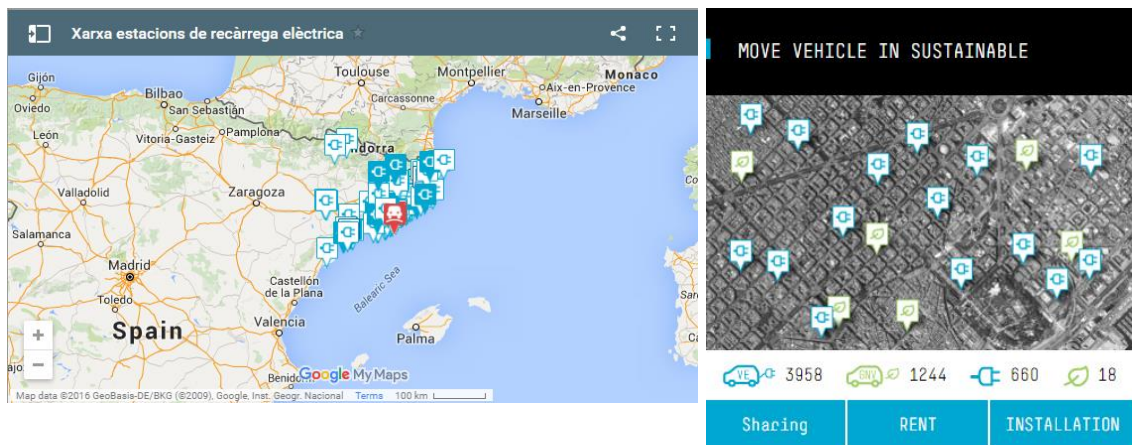 Xarxa estacions de recàrrega elèctrica
Gijón
Oviedo
Bilbao
San Sebastián
Toulouse
Montpellier
Monaco
Aix-en-Provence
Carcassonne
Marseille
León
Vitoria-Gasteiz
Pamplona
Valladolid
Zaragoza
Salamanca
Madrid
Toledo
Castellón
de la Plana
Balearic Sea
Spain
Valencia
Palma
+
−
Google My Maps
Map data ©2016 GeoBasis-DE/BKG (©2009), Google, Inst. Geogr. Nacional Terms 100 km
MOVE VEHICLE IN SUSTAINABLE
VE 3958
GNV 1244
660
18
Sharing
RENT
INSTALLATION